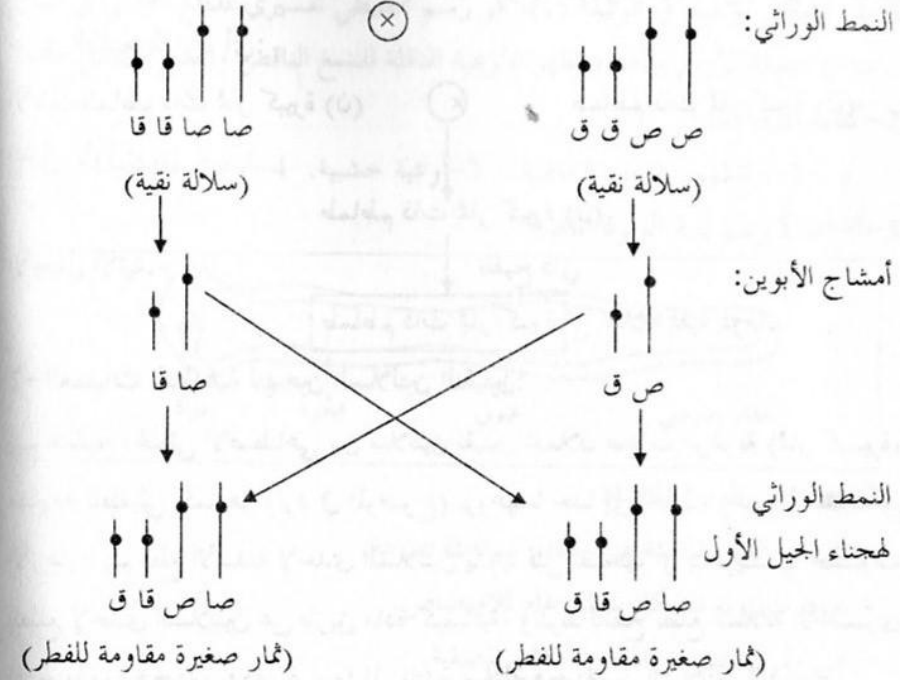 النمط الوراثي:
ق ق ص ص
قا قا صا صا
(سلالة نقية)
(سلالة نقية)
أمشاج الأبوين:
ق ص
قا صا
النمط الوراثي
لهجناء الجيل الأول
ق قا ص صا
ق قا ص صا
(ثمار صغيرة مقاومة للفطر)
(ثمار صغيرة مقاومة للفطر)